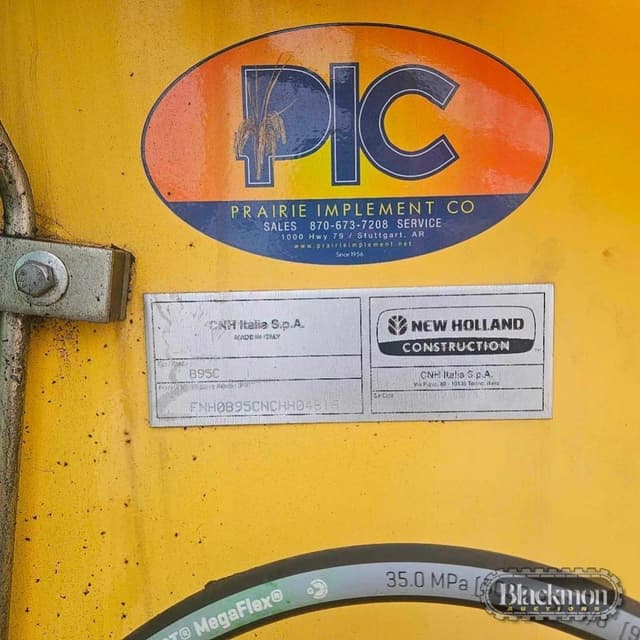 PIC
PRAIRIE IMPLEMENT CO
SALES 870-673-7208 SERVICE
1000 Hwy 79 / Stuttgart, AR
www.prairieimplement.net
Since 1956
CNH Italia S.p.A.
MADE IN ITALY
B95C
NEW HOLLAND
CONSTRUCTION
CNH Italia S.p.A.
MegaFlex®
35.0 MPa
Blackmon
AUCTIONS